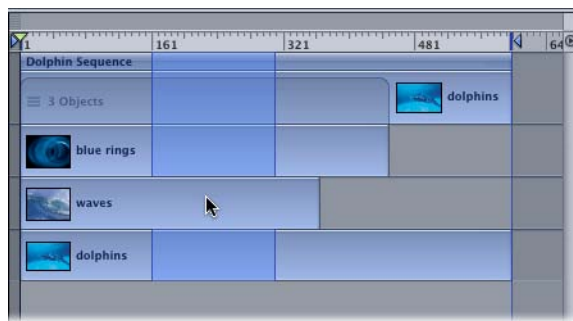 1 161 321 481 64
Dolphin Sequence
3 Objects
dolphins
blue rings
waves
dolphins